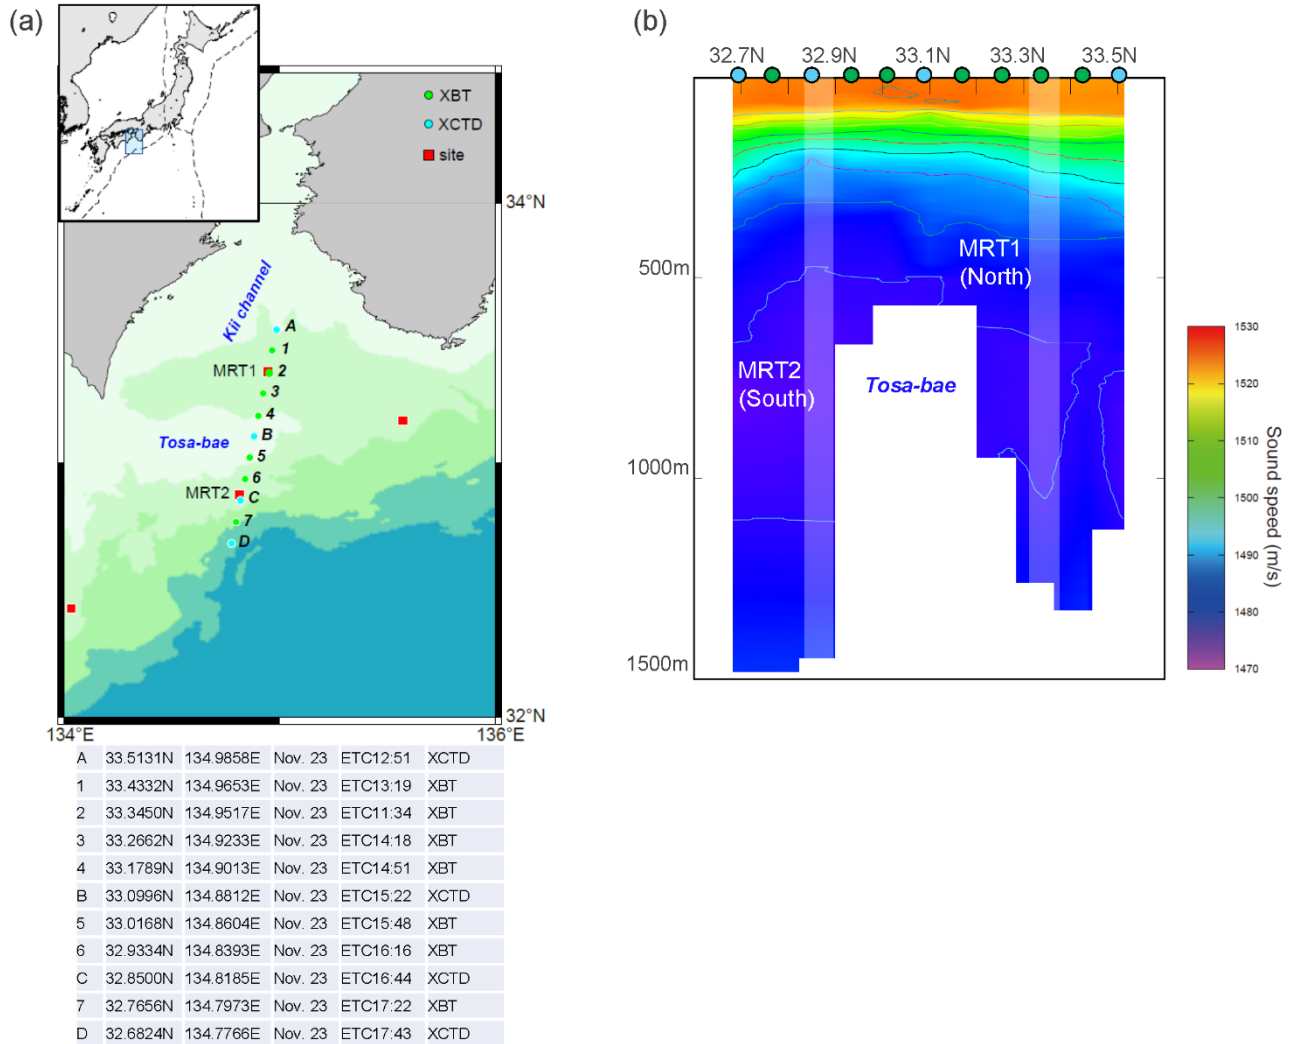 (a)
XBT
XCTD
site
34°N
Kii channel
A
1
MRT1
2
3
4
Tosa-bae
B
5
6
MRT2
C
7
D
32°N
134°E
136°E
A 33.5131N 134.9858E Nov. 23 ETC12:51 XCTD
1 33.4332N 134.9653E Nov. 23 ETC13:19 XBT
2 33.3450N 134.9517E Nov. 23 ETC11:34 XBT
3 33.2662N 134.9233E Nov. 23 ETC14:18 XBT
4 33.1789N 134.9013E Nov. 23 ETC14:51 XBT
B 33.0996N 134.8812E Nov. 23 ETC15:22 XCTD
5 33.0168N 134.8604E Nov. 23 ETC15:48 XBT
6 32.9334N 134.8393E Nov. 23 ETC16:16 XBT
C 32.8500N 134.8185E Nov. 23 ETC16:44 XCTD
7 32.7656N 134.7973E Nov. 23 ETC17:22 XBT
D 32.6824N 134.7766E Nov. 23 ETC17:43 XCTD
(b)
32.7N 32.9N 33.1N 33.3N 33.5N
500m
1000m
1500m
MRT1
(North)
MRT2
(South)
Tosa-bae
1530
1520
1510
1500
1490
1480
1470
Sound speed (m/s)